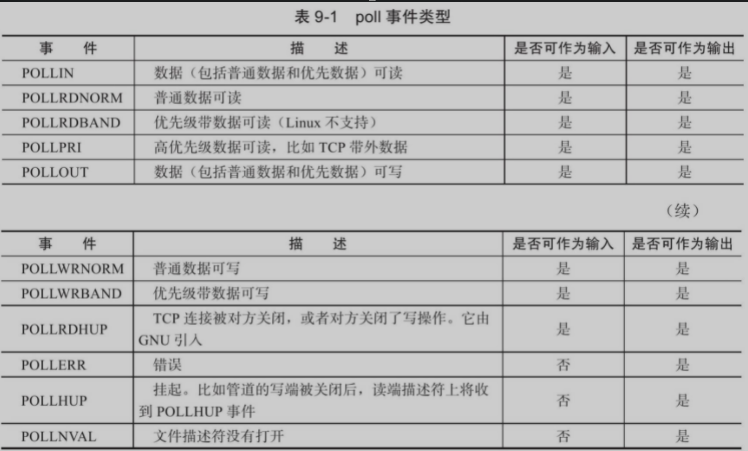 表 9-1 poll 事件类型
事 件 描 述 是否可作为输入 是否可作为输出
POLLIN 数据（包括普通数据和优先数据）可读 是 是
POLLRDNORM 普通数据可读 是 是
POLLRDBAND 优先级带数据可读（Linux 不支持） 是 是
POLLPRI 高优先级数据可读，比如 TCP 带外数据 是 是
POLLOUT 数据（包括普通数据和优先数据）可写 是 是
（续）
事 件 描 述 是否可作为输入 是否可作为输出
POLLWRNORM 普通数据可写 是 是
POLLWRBAND 优先级带数据可写 是 是
POLLRDHUP TCP 连接被对方关闭，或者对方关闭了写操作。它由 是 是
GNU 引入
POLLERR 错误 否 是
POLLHUP 挂起。比如管道的写端被关闭后，读端描述符上将收 否 是
到 POLLHUP 事件
POLLNVAL 文件描述符没有打开 否 是